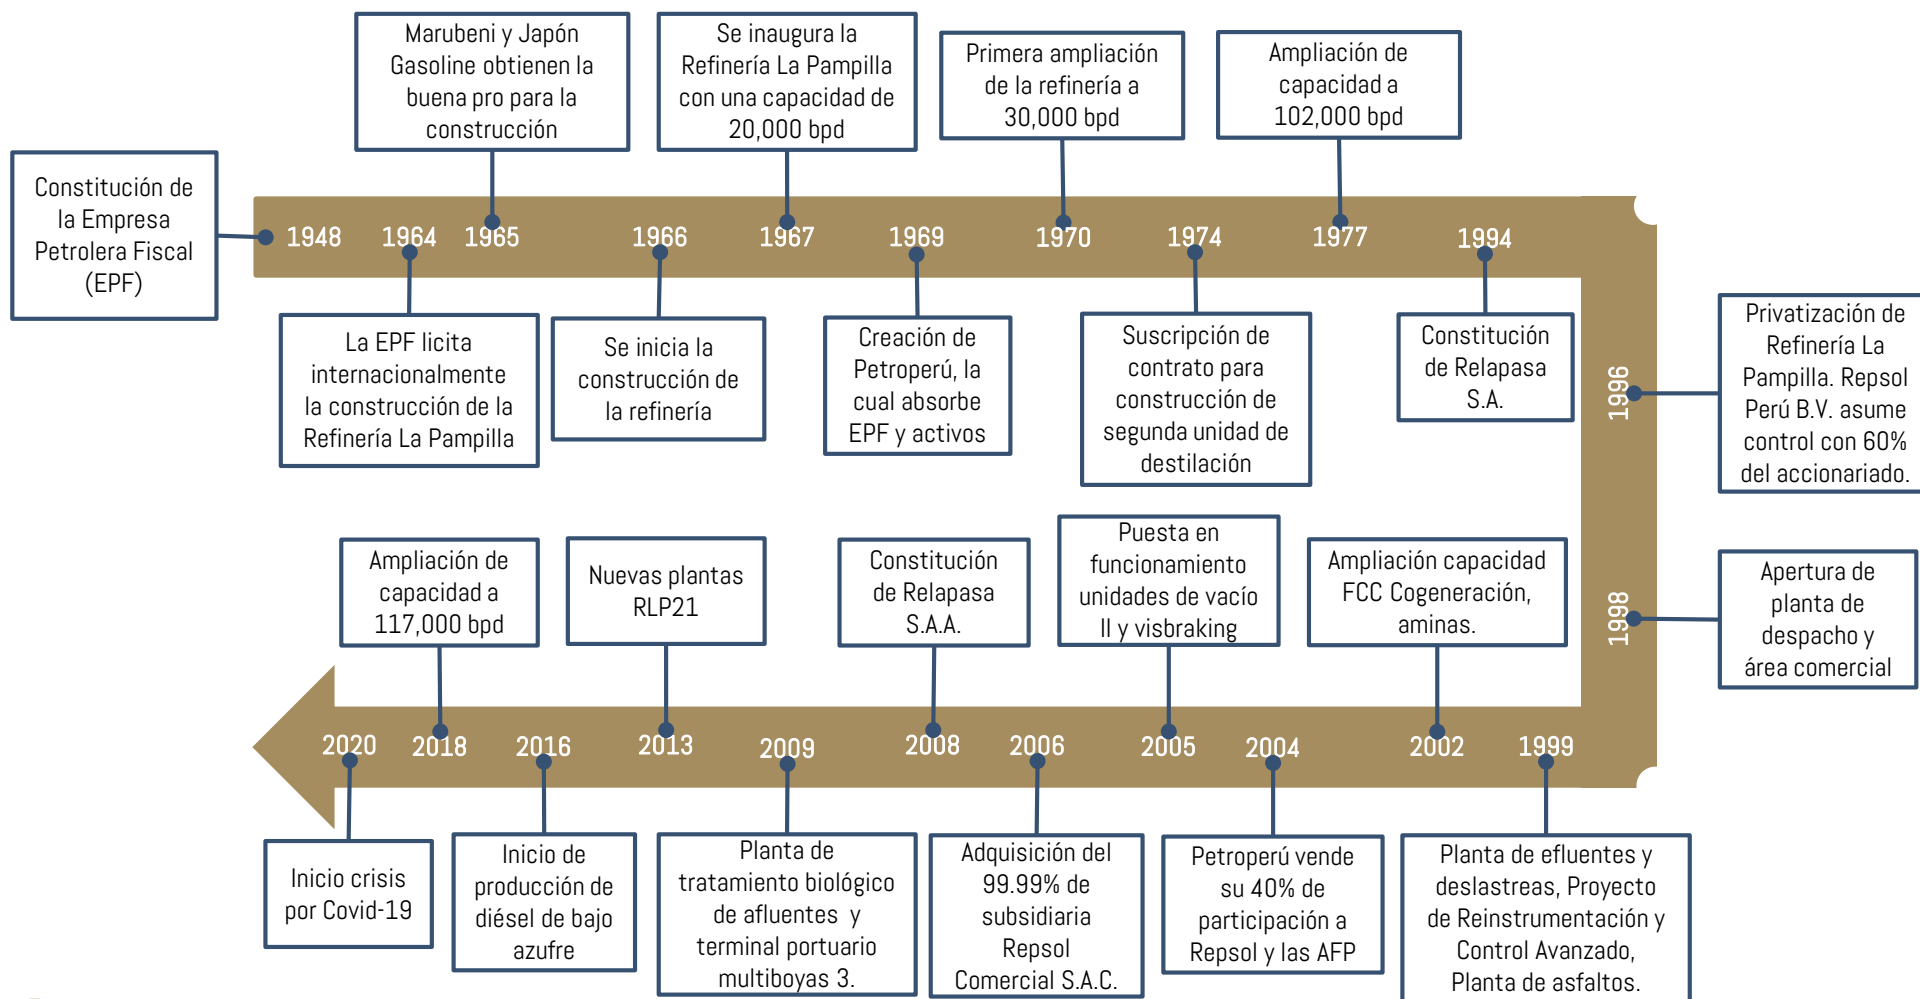 Marubeni y Japón
Gasoline obtienen la
buena pro para la
construcción
Se inaugura la
Refinería La Pampilla
con una capacidad de
20,000 bpd
Primera ampliación
de la refinería a
30,000 bpd
Ampliación de
capacidad a
102,000 bpd
Constitución de
la Empresa
Petrolera Fiscal
(EPF)
1948
1964
1965
1966
1967
1969
1970
1974
1977
1994
La EPF licita
internacionalmente
la construcción de la
Refinería La Pampilla
Se inicia la
construcción de
la refinería
Creación de
Petroperú, la
cual absorbe
EPF y activos
Suscripción de
contrato para
construcción de
segunda unidad de
destilación
Constitución
de Relapasa
S.A.
1996
Privatización de
Refinería La
Pampilla. Repsol
Perú B.V. asume
control con 60%
del accionariado.
1998
Apertura de
planta de
despacho y
área comercial
Ampliación de
capacidad a
117,000 bpd
Nuevas plantas
RLP21
Constitución
de Relapasa
S.A.A.
Puesta en
funcionamiento
unidades de vacío
II y visbraking
Ampliación capacidad
FCC Cogeneración,
aminas.
2020
2018
2016
2013
2009
2008
2006
2005
2004
2002
1999
Inicio crisis
por Covid-19
Inicio de
producción de
diésel de bajo
azufre
Planta de
tratamiento biológico
de afluentes y
terminal portuario
multiboyas 3.
Adquisición del
99.99% de
subsidiaria
Repsol
Comercial S.A.C.
Petroperú vende
su 40% de
participación a
Repsol y las AFP
Planta de efluentes y
deslastreas, Proyecto
de Reinstrumentación y
Control Avanzado,
Planta de asfaltos.